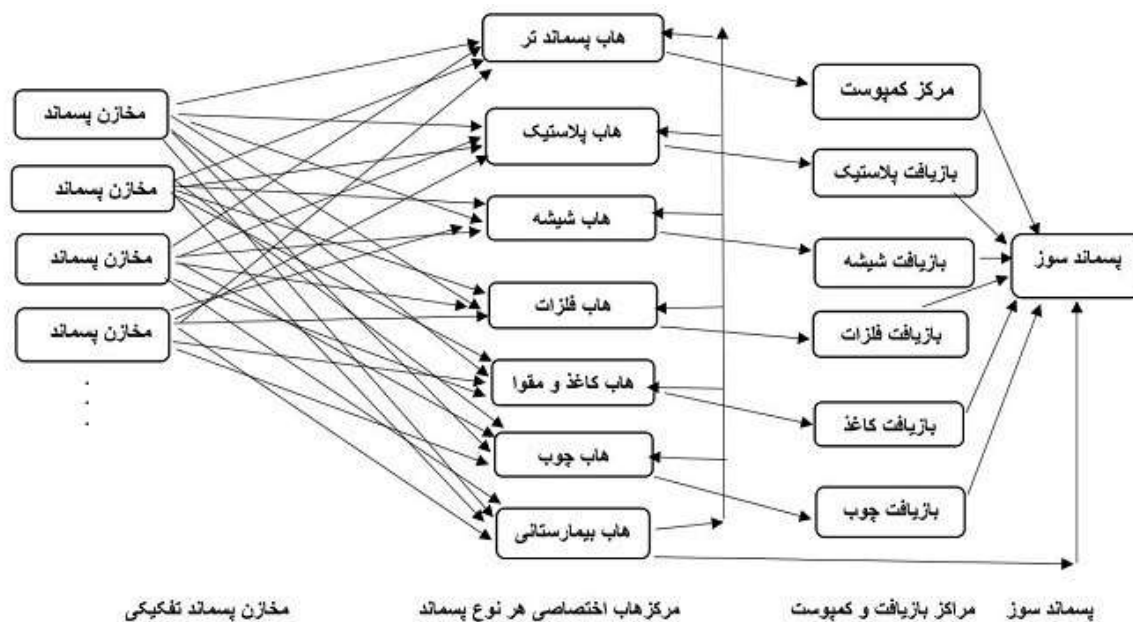 مخازن پسماند
مخازن پسماند
مخازن پسماند
مخازن پسماند
هاب پسماند تر
هاب پلاستیک
هاب شیشه
هاب فلزات
هاب کاغذ و مقوا
هاب چوب
هاب بیمارستانی
مرکز کمپوست
بازیافت پلاستیک
بازیافت شیشه
بازیافت فلزات
بازیافت کاغذ
بازیافت چوب
پسماند سوز
مخازن پسماند تفکیکی
مرکزهاب اختصاصی هر نوع پسماند
مراکز بازیافت و کمپوست
پسماند سوز